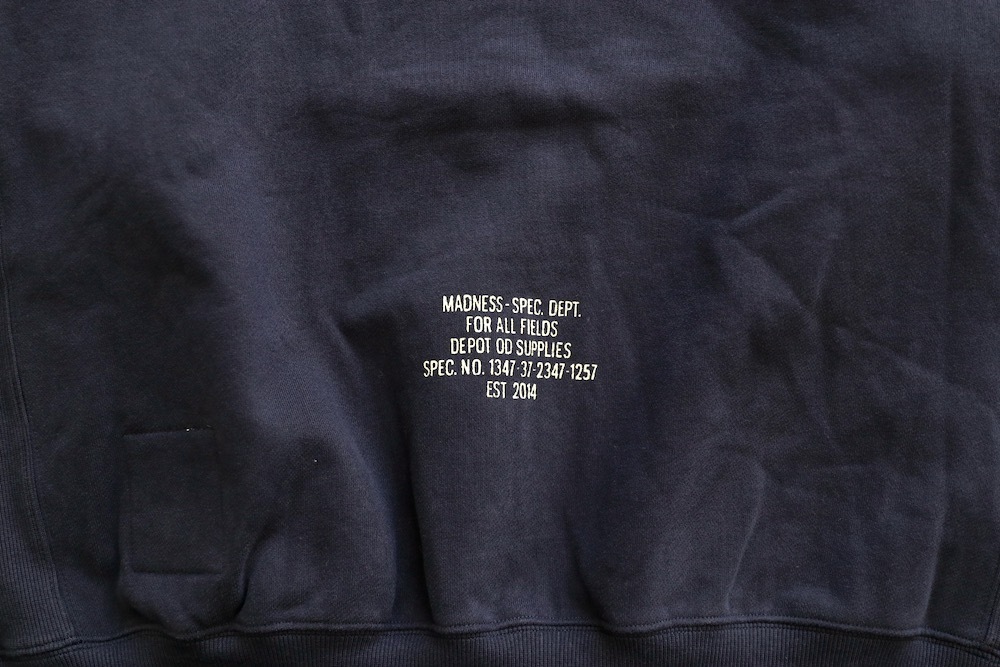 MADNESS-SPEC. DEPT.
FOR ALL FIELDS
DEPOT OD SUPPLIES
SPEC. NO. 1347-37-2347-1257
EST 2014